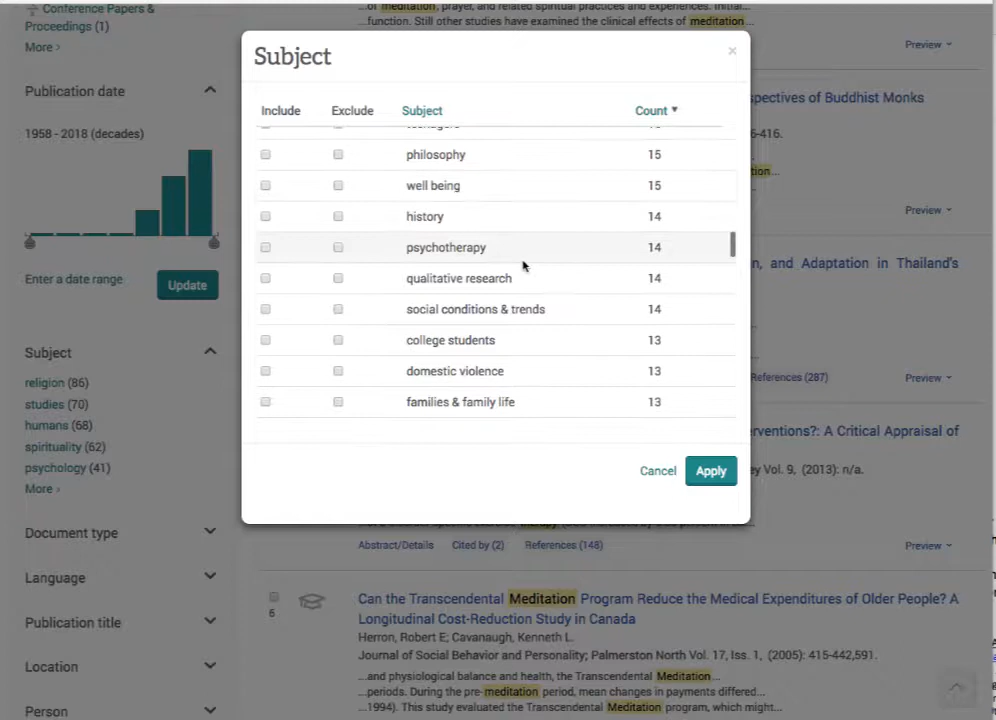 Conference Papers &
Proceedings (1)
More ›
Publication date
1958 - 2018 (decades)
Enter a date range
Update
Subject
religion (86)
studies (70)
humans (68)
spirituality (62)
psychology (41)
More ›
Document type
Language
Publication title
Location
Person
...of meditation, prayer, and related spiritual practices and experiences. Initial...
...function. Still other studies have examined the clinical effects of meditation...
Preview
Subject
×
Include Exclude Subject Count ▼
teenagers
philosophy 15
well being 15
history 14
psychotherapy 14
qualitative research 14
social conditions & trends 14
college students 13
domestic violence 13
families & family life 13
Cancel Apply
spectives of Buddhist Monks
6-416.
tion...
Preview
n, and Adaptation in Thailand's
References (287) Preview
rventions?: A Critical Appraisal of
ey Vol. 9, (2013): n/a.
Abstract/Details Cited by (2) References (148) Preview
6
Can the Transcendental Meditation Program Reduce the Medical Expenditures of Older People? A
Longitudinal Cost-Reduction Study in Canada
Herron, Robert E; Cavanaugh, Kenneth L.
Journal of Social Behavior and Personality; Palmerston North Vol. 17, Iss. 1, (2005): 415-442,591.
...and physiological balance and health, the Transcendental Meditation...
...periods. During the pre-meditation period, mean changes in payments differed...
...1994). This study evaluated the Transcendental Meditation program, which might...